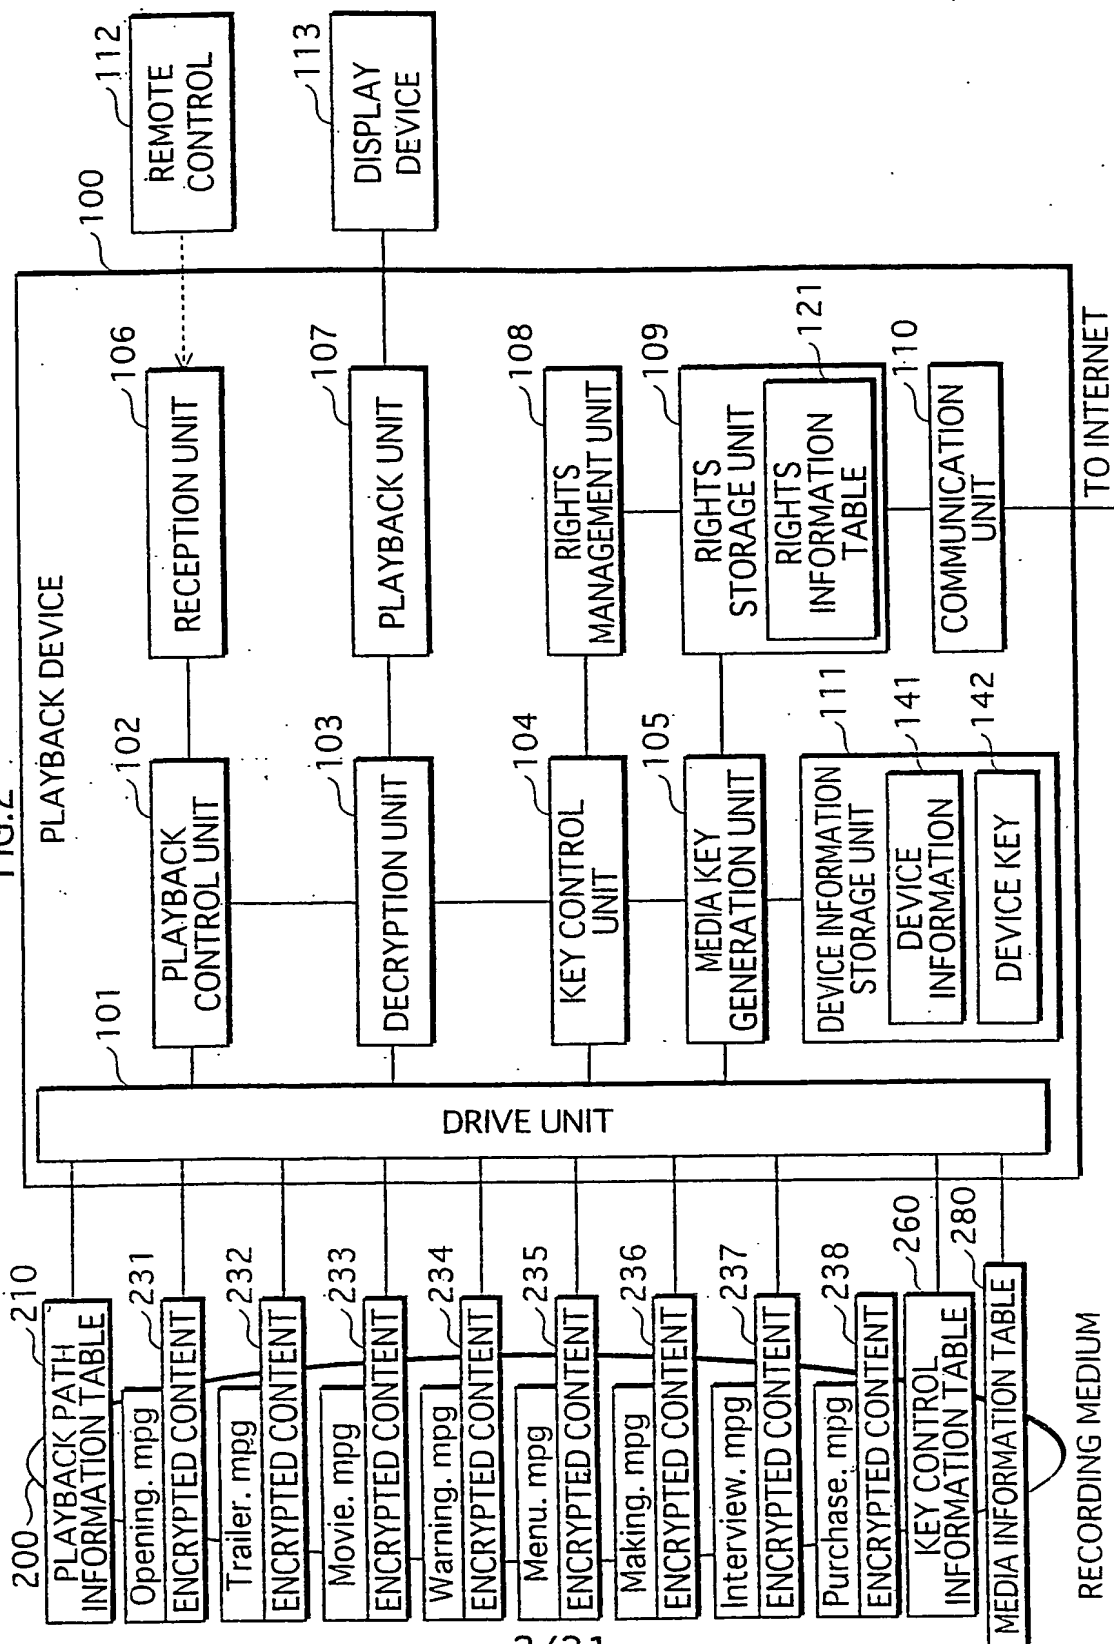 FIG.2
200
210
PLAYBACK PATH
INFORMATION TABLE
Opening. mpg
231
ENCRYPTED CONTENT
Trailer. mpg
232
ENCRYPTED CONTENT
Movie. mpg
233
ENCRYPTED CONTENT
Warning. mpg
234
ENCRYPTED CONTENT
Menu. mpg
235
ENCRYPTED CONTENT
Making. mpg
236
ENCRYPTED CONTENT
Interview. mpg
237
ENCRYPTED CONTENT
Purchase. mpg
238
ENCRYPTED CONTENT
260
KEY CONTROL
INFORMATION TABLE
280
MEDIA INFORMATION TABLE
RECORDING MEDIUM
PLAYBACK DEVICE
100
101
DRIVE UNIT
102
PLAYBACK
CONTROL UNIT
103
DECRYPTION UNIT
104
KEY CONTROL
UNIT
105
MEDIA KEY
GENERATION UNIT
111
DEVICE INFORMATION
STORAGE UNIT
141
DEVICE
INFORMATION
142
DEVICE KEY
106
RECEPTION UNIT
107
PLAYBACK UNIT
108
RIGHTS
MANAGEMENT UNIT
109
RIGHTS
STORAGE UNIT
121
RIGHTS
INFORMATION
TABLE
110
COMMUNICATION
UNIT
TO INTERNET
112
REMOTE
CONTROL
113
DISPLAY
DEVICE